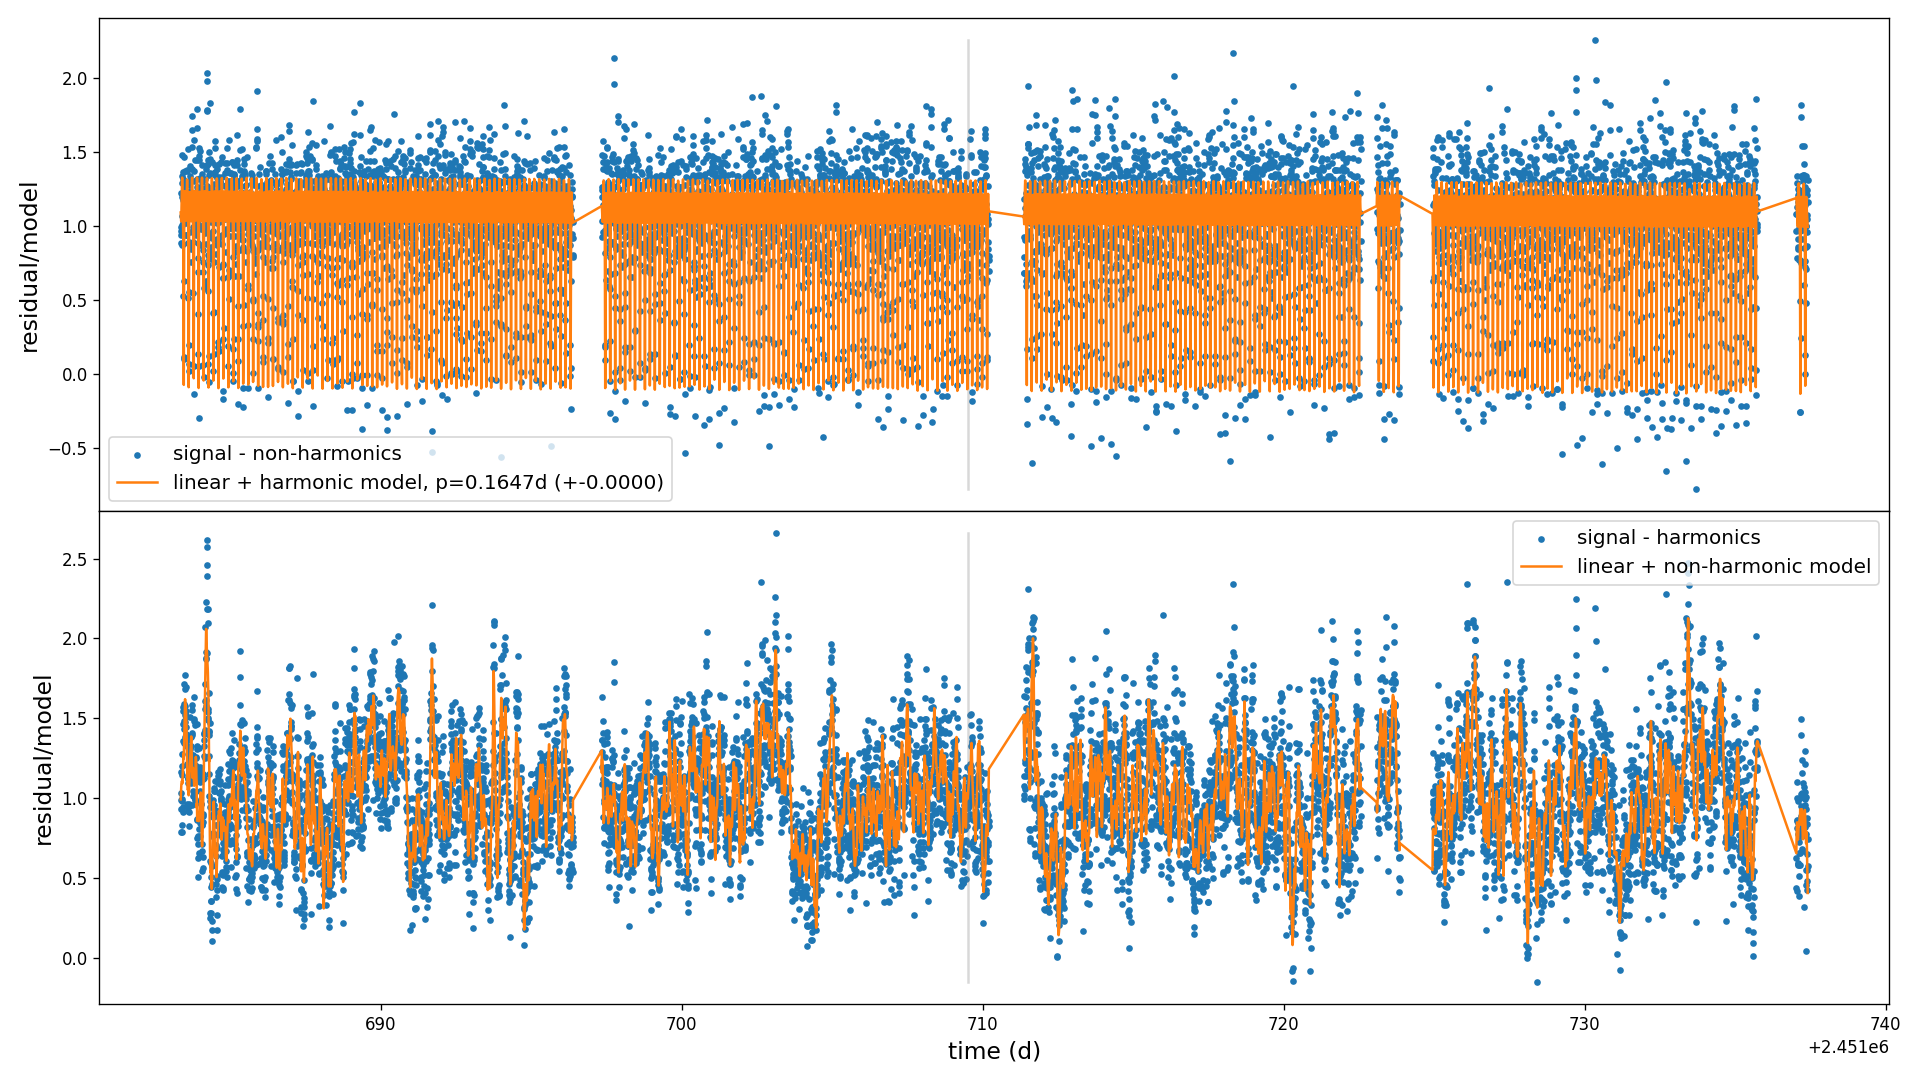 residual/model
2.0
1.5
1.0
0.5
0.0
−0.5
signal - non-harmonics
linear + harmonic model, p=0.1647d (+-0.0000)
residual/model
2.5
2.0
1.5
1.0
0.5
0.0
signal - harmonics
linear + non-harmonic model
690
700
710
720
730
740
time (d)
+2.451e6